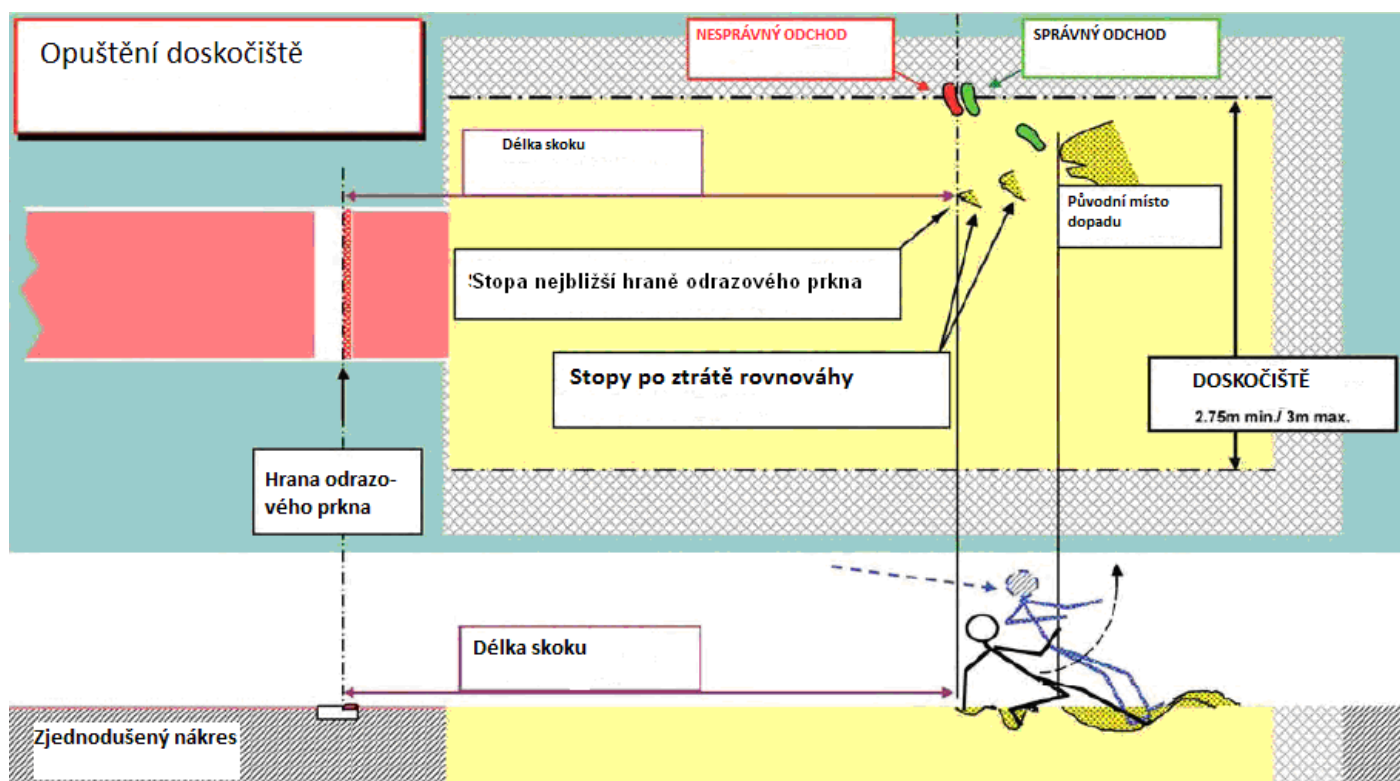 Opuštění doskočiště
NESPRÁVNÝ ODCHOD
SPRÁVNÝ ODCHOD
Délka skoku
Původní místo
dopadu
Stopa nejbližší hraně odrazového prkna
Stopy po ztrátě rovnováhy
DOSKOČIŠTĚ
2.75m min./ 3m max.
Hrana odrazo-
vého prkna
Délka skoku
Zjednodušený nákres